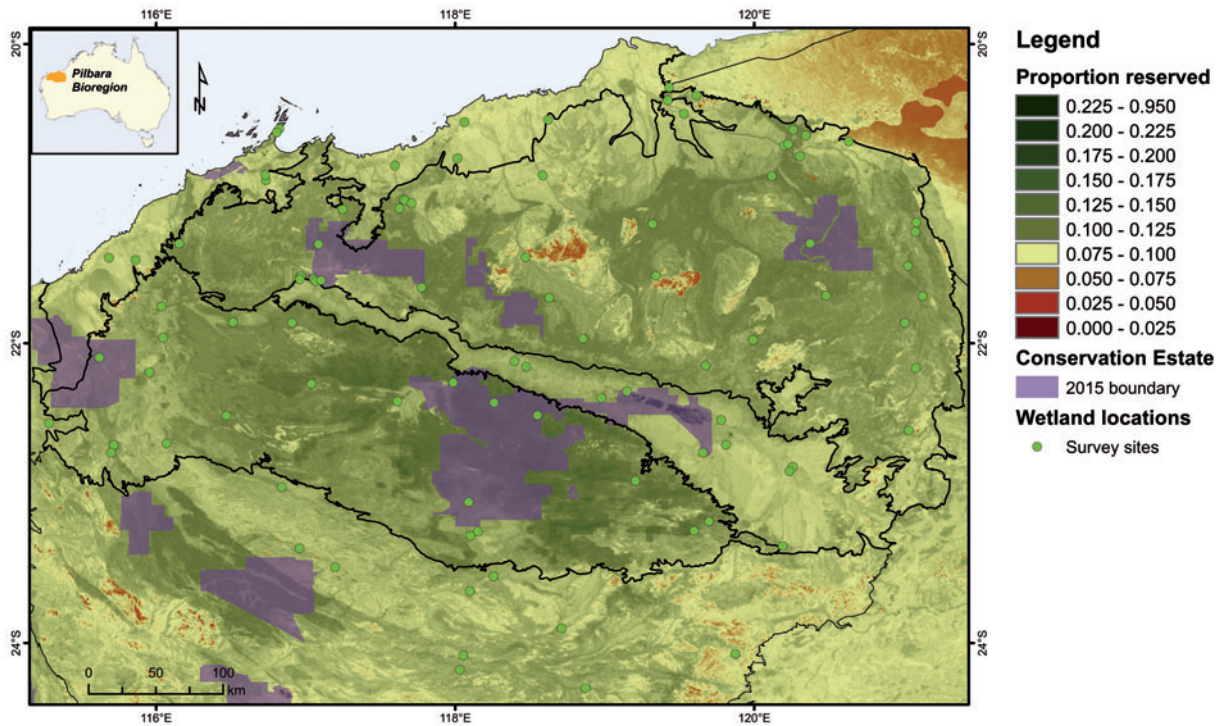 116°E 118°E 120°E
20°S 20°S
Pilbara
Bioregion
N
22°S 22°S
24°S 24°S
0 50 100
km
116°E 118°E 120°E
Legend
Proportion reserved
0.225 - 0.950
0.200 - 0.225
0.175 - 0.200
0.150 - 0.175
0.125 - 0.150
0.100 - 0.125
0.075 - 0.100
0.050 - 0.075
0.025 - 0.050
0.000 - 0.025
Conservation Estate
2015 boundary
Wetland locations
Survey sites